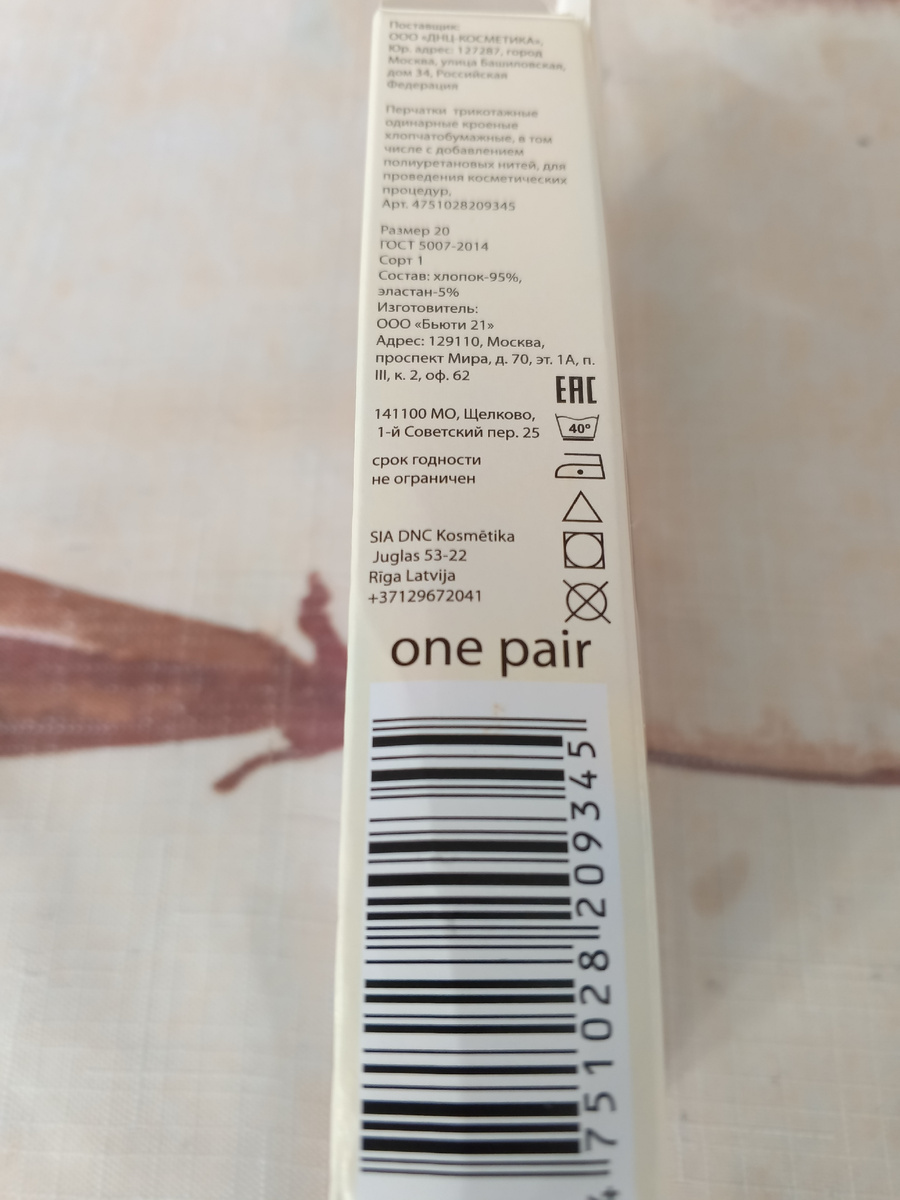 Поставщик:
ООО «ДНЦ-КОСМЕТИКА»,
Юр. адрес: 127287, город
Москва, улица Башиловская,
дом 34, Российская
Федерация
Перчатки трикотажные
одинарные кроеные
хлопчатобумажные, в том
числе с добавлением
полиуретановых нитей, для
проведения косметических
процедур,
Арт. 4751028209345
Размер 20
ГОСТ 5007-2014
Сорт 1
Состав: хлопок-95%,
эластан-5%
Изготовитель:
ООО «Бьюти 21»
Адрес: 129110, Москва,
проспект Мира, д. 70, эт. 1А, п.
III, к. 2, оф. 62
ЕАС
141100 МО, Щелково,
1-й Советский пер. 25
40°
срок годности
не ограничен
SIA DNC Kosmētika
Juglas 53-22
Rīga Latvija
+37129672041
one pair
4 751028 209345